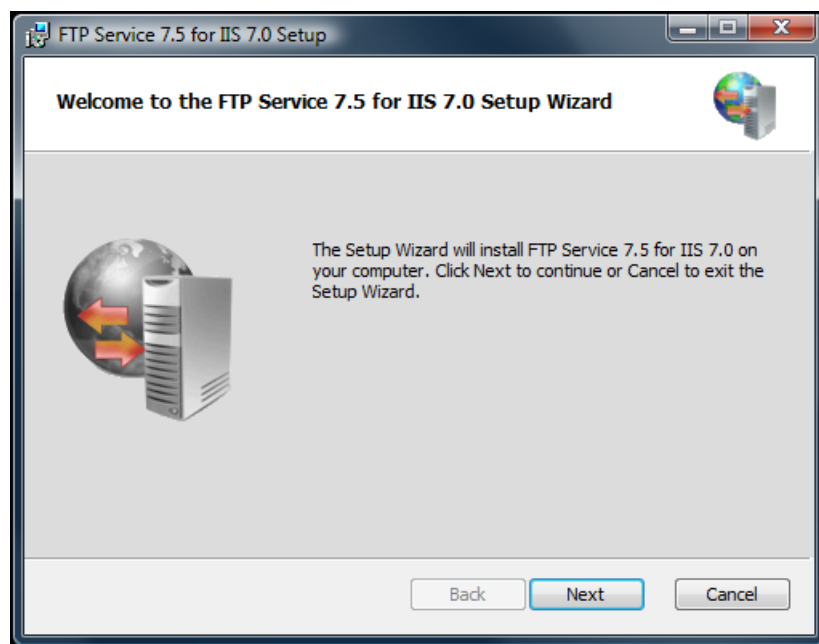 FTP Service 7.5 for IIS 7.0 Setup
Welcome to the FTP Service 7.5 for IIS 7.0 Setup Wizard
The Setup Wizard will install FTP Service 7.5 for IIS 7.0 on
your computer. Click Next to continue or Cancel to exit the
Setup Wizard.
Back Next Cancel